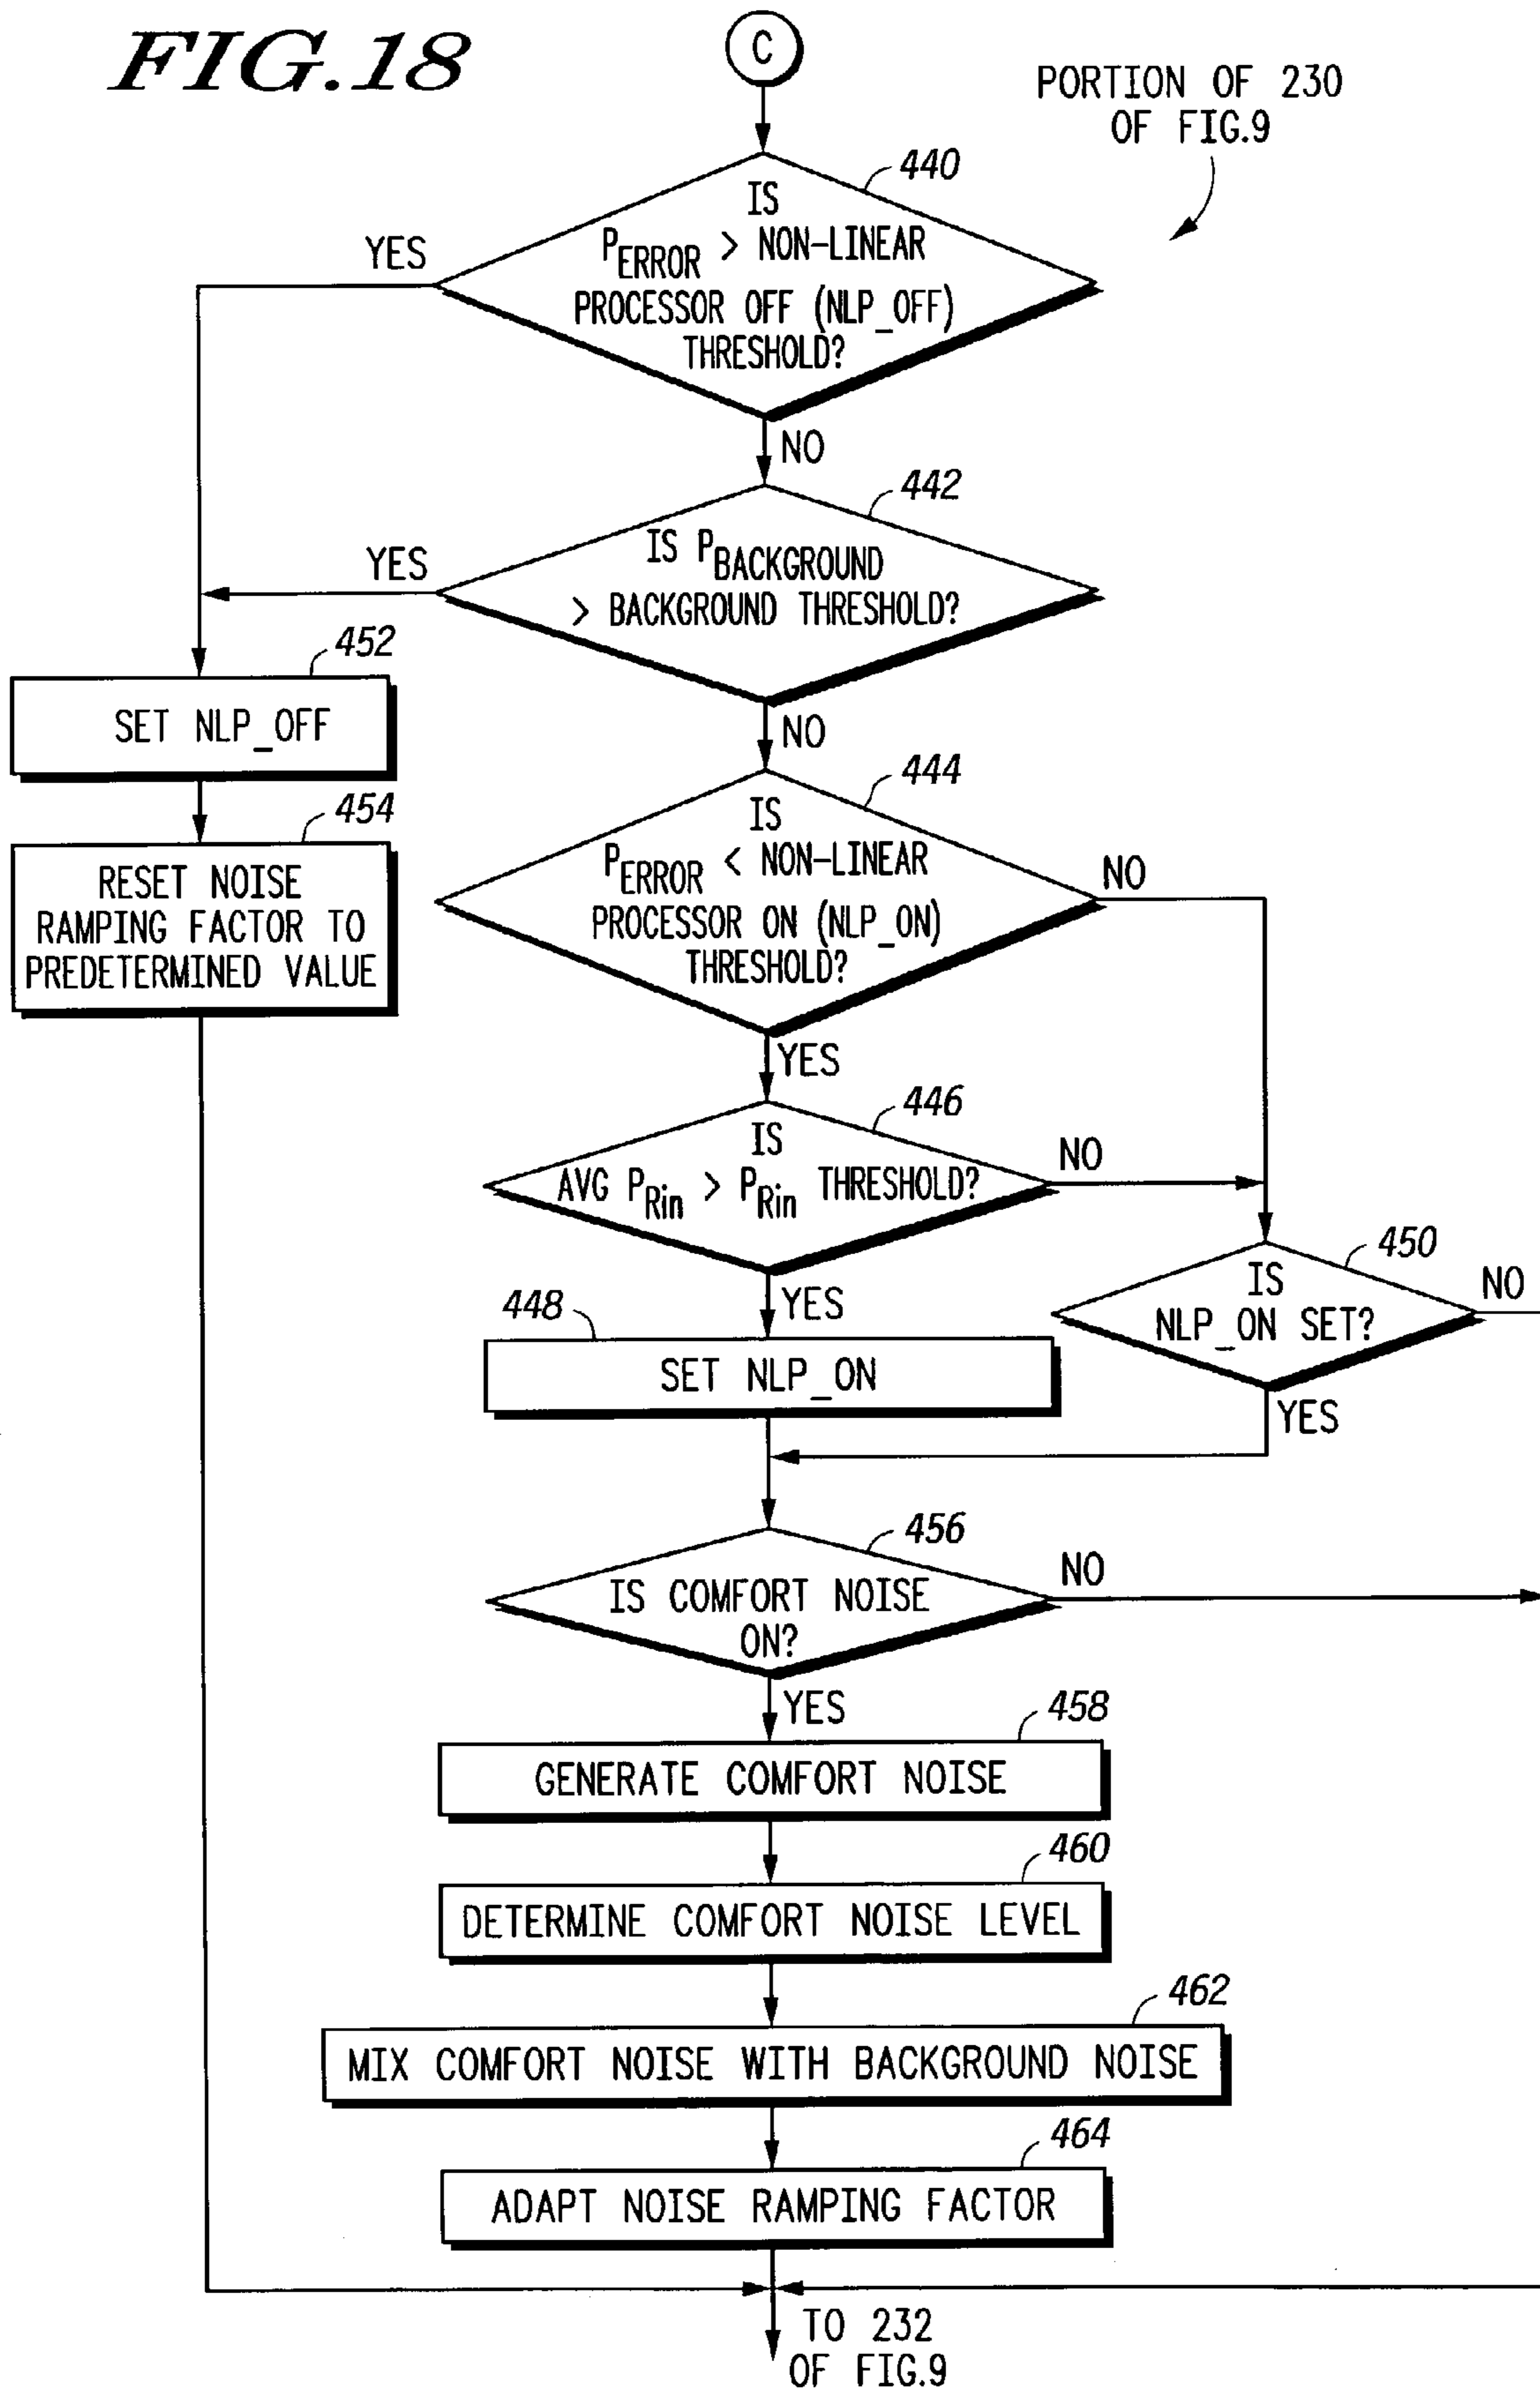 FIG.18
C
PORTION OF 230
OF FIG.9
440
IS
PERROR > NON-LINEAR
PROCESSOR OFF (NLP_OFF)
THRESHOLD?
YES
NO
442
IS PBACKGROUND
> BACKGROUND THRESHOLD?
YES
NO
452
SET NLP_OFF
454
RESET NOISE
RAMPING FACTOR TO
PREDETERMINED VALUE
444
IS
PERROR < NON-LINEAR
PROCESSOR ON (NLP_ON)
THRESHOLD?
NO
YES
446
IS
AVG PRin > PRin THRESHOLD?
NO
YES
450
IS
NLP_ON SET?
NO
YES
448
SET NLP_ON
456
IS COMFORT NOISE
ON?
NO
YES
458
GENERATE COMFORT NOISE
460
DETERMINE COMFORT NOISE LEVEL
462
MIX COMFORT NOISE WITH BACKGROUND NOISE
464
ADAPT NOISE RAMPING FACTOR
TO 232
OF FIG.9